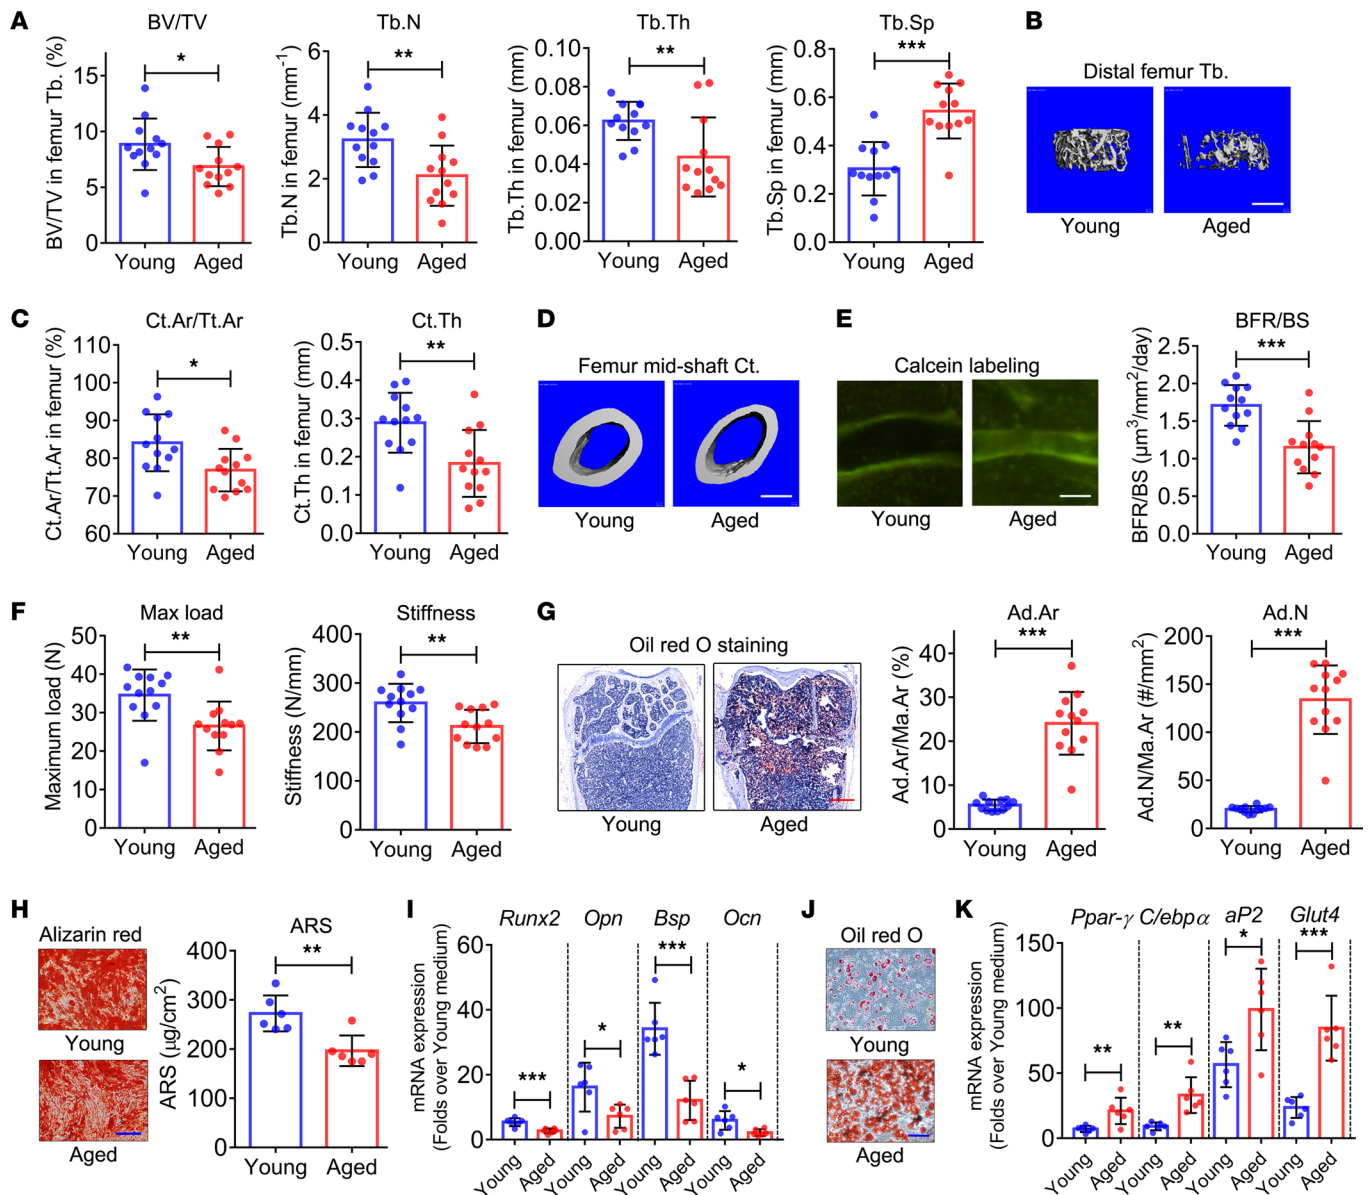 A
BV/TV
BV/TV in femur Tb. (%)
15
10
5
0
*
Young
Aged
Tb.N
Tb.N in femur (mm-1)
6
4
2
0
**
Young
Aged
Tb.Th
Tb.Th in femur (mm)
0.10
0.08
0.06
0.04
0.02
0.00
**
Young
Aged
Tb.Sp
Tb.Sp in femur (mm)
0.8
0.6
0.4
0.2
0.0
***
Young
Aged
B
Distal femur Tb.
Young
Aged
C
Ct.Ar/Tt.Ar
Ct.Ar/Tt.Ar in femur (%)
110
100
90
80
70
60
*
Young
Aged
Ct.Th
Ct.Th in femur (mm)
0.5
0.4
0.3
0.2
0.1
0.0
**
Young
Aged
D
Femur mid-shaft Ct.
Young
Aged
E
Calcein labeling
Young
Aged
BFR/BS
BFR/BS (µm3/mm2/day)
2.5
2.0
1.5
1.0
0.5
0.0
***
Young
Aged
F
Max load
Maximum load (N)
50
40
30
20
10
0
**
Young
Aged
Stiffness
Stiffness (N/mm)
400
300
200
100
0
**
Young
Aged
G
Oil red O staining
Young
Aged
Ad.Ar
Ad.Ar/Ma.Ar (%)
40
30
20
10
0
***
Young
Aged
Ad.N
Ad.N/Ma.Ar (#/mm2)
200
150
100
50
0
***
Young
Aged
H
Alizarin red
Young
Aged
ARS
ARS (µg/cm2)
400
300
200
100
0
**
Young
Aged
I
Runx2
Opn
Bsp
Ocn
mRNA expression
(Folds over Young medium)
60
40
20
0
***
*
***
*
Young
Aged
Young
Aged
Young
Aged
Young
Aged
J
Oil red O
Young
Aged
K
Ppar-γ
C/ebpα
aP2
Glut4
mRNA expression
(Folds over Young medium)
150
100
50
0
**
**
*
***
Young
Aged
Young
Aged
Young
Aged
Young
Aged